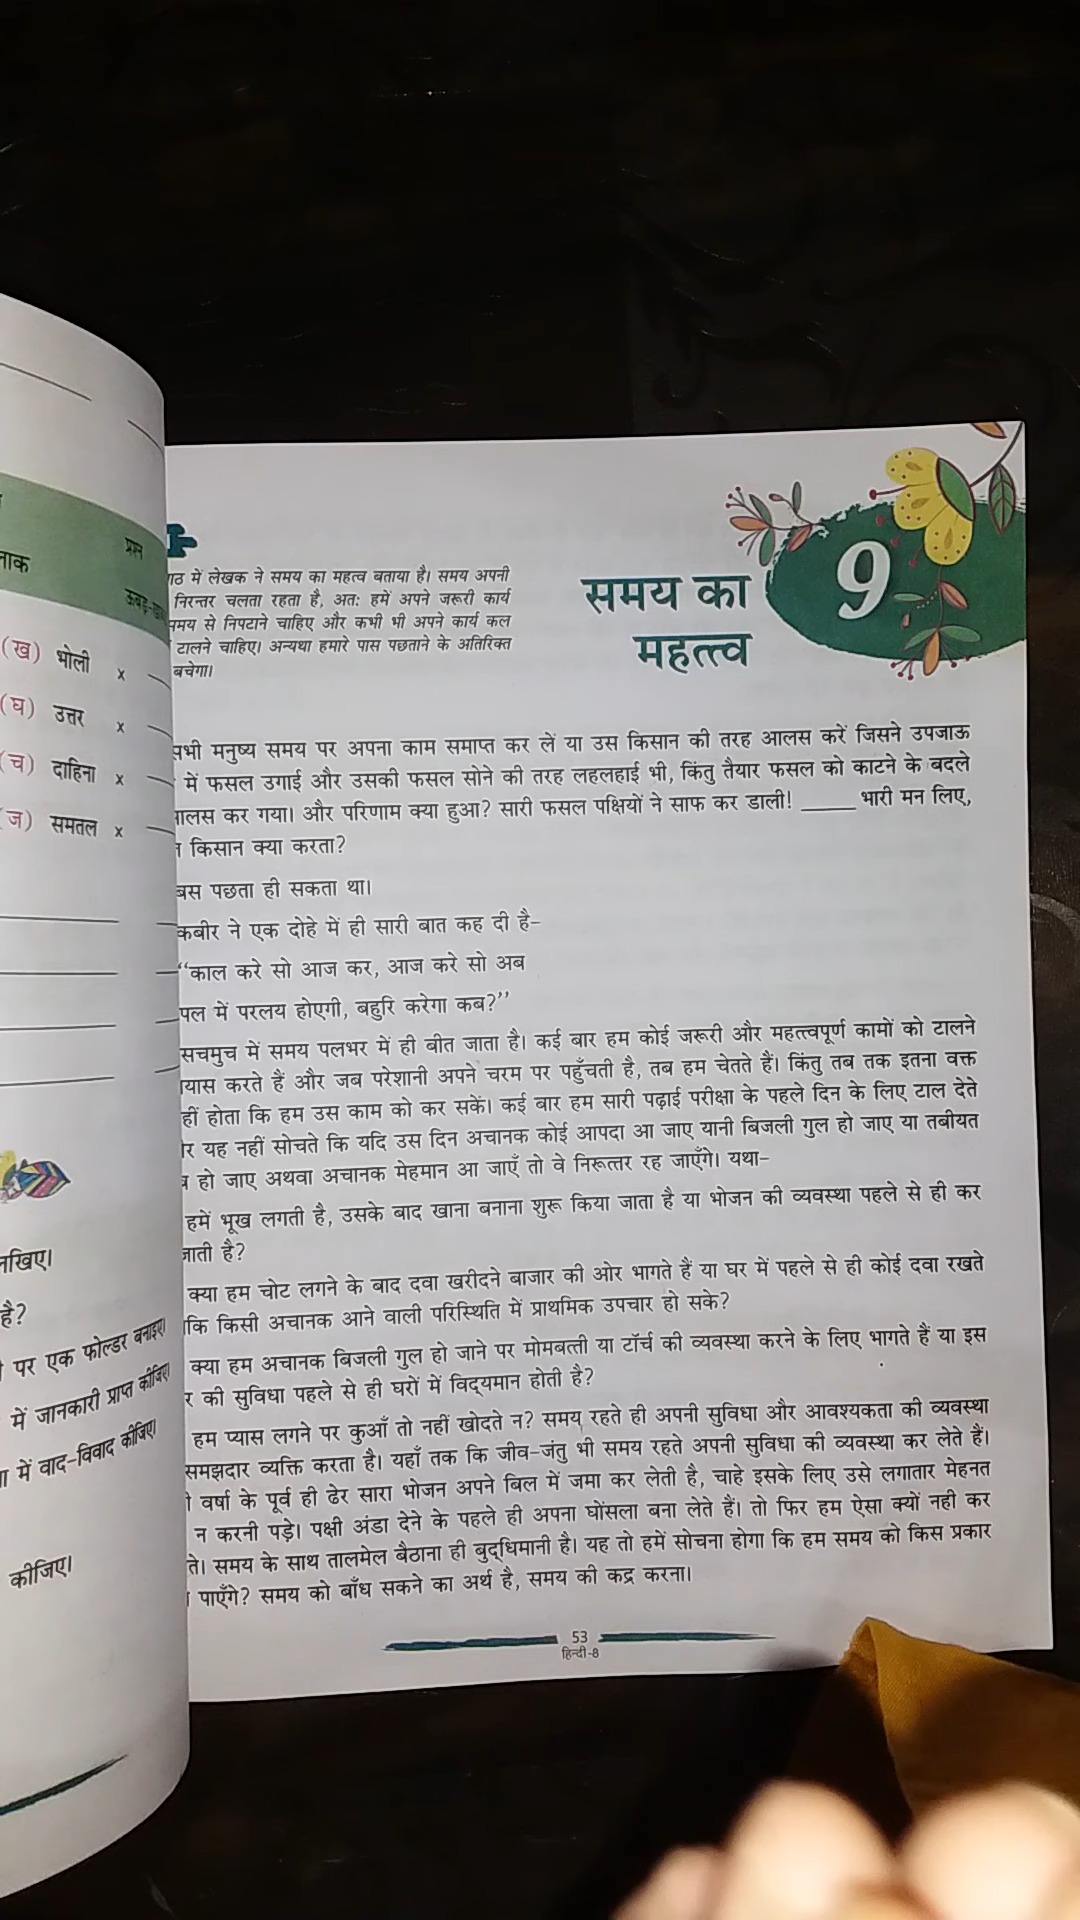 प्रश्न
(ख) भोली x
(घ) उत्तर x
(च) दाहिना x
(ज) समतल x
है?
पर एक फोल्डर बनाइए।
में जानकारी प्राप्त कीजिए।
में वाद-विवाद कीजिए।
कीजिए।
समय का
महत्त्व
9
में लेखक ने समय का महत्व बताया है। समय अपनी
निरन्तर चलता रहता है, अतः हमें अपने जरूरी कार्य
समय से निपटाने चाहिए और कभी भी अपने कार्य कल
टालने चाहिए। अन्यथा हमारे पास पछताने के अतिरिक्त
बचेगा।
सभी मनुष्य समय पर अपना काम समाप्त कर लें या उस किसान की तरह आलस करें जिसने उपजाऊ
में फसल उगाई और उसकी फसल सोने की तरह लहलहाई भी, किंतु तैयार फसल को काटने के बदले
कर गया। और परिणाम क्या हुआ? सारी फसल पक्षियों ने साफ कर डाली! _____ भारी मन लिए,
किसान क्या करता?
बस पछता ही सकता था।
कबीर ने एक दोहे में ही सारी बात कह दी है-
“काल करे सो आज कर, आज करे सो अब
पल में परलय होएगी, बहुरि करेगा कब?”
सचमुच में समय पलभर में ही बीत जाता है। कई बार हम कोई जरूरी और महत्त्वपूर्ण कामों को टालने
करते हैं और जब परेशानी अपने चरम पर पहुँचती है, तब हम चेतते हैं। किंतु तब तक इतना वक्त
होता कि हम उस काम को कर सकें। कई बार हम सारी पढ़ाई परीक्षा के पहले दिन के लिए टाल देते
यह नहीं सोचते कि यदि उस दिन अचानक कोई आपदा आ जाए यानी बिजली गुल हो जाए या तबीयत
हो जाए अथवा अचानक मेहमान आ जाएँ तो वे निरूत्तर रह जाएँगे। यथा-
हमें भूख लगती है, उसके बाद खाना बनाना शुरू किया जाता है या भोजन की व्यवस्था पहले से ही कर
जाती है?
क्या हम चोट लगने के बाद दवा खरीदने बाजार की ओर भागते हैं या घर में पहले से ही कोई दवा रखते
कि किसी अचानक आने वाली परिस्थिति में प्राथमिक उपचार हो सके?
क्या हम अचानक बिजली गुल हो जाने पर मोमबत्ती या टॉर्च की व्यवस्था करने के लिए भागते हैं या इस
की सुविधा पहले से ही घरों में विद्यमान होती है?
हम प्यास लगने पर कुआँ तो नहीं खोदते न? समय रहते ही अपनी सुविधा और आवश्यकता की व्यवस्था
समझदार व्यक्ति करता है। यहाँ तक कि जीव-जंतु भी समय रहते अपनी सुविधा की व्यवस्था कर लेते हैं।
वर्षा के पूर्व ही ढेर सारा भोजन अपने बिल में जमा कर लेती है, चाहे इसके लिए उसे लगातार मेहनत
न करनी पड़े। पक्षी अंडा देने के पहले ही अपना घोंसला बना लेते हैं। तो फिर हम ऐसा क्यों नही कर
समय के साथ तालमेल बैठाना ही बुद्धिमानी है। यह तो हमें सोचना होगा कि हम समय को किस प्रकार
पाएँगे? समय को बाँध सकने का अर्थ है, समय की कद्र करना।
53
हिन्दी-8